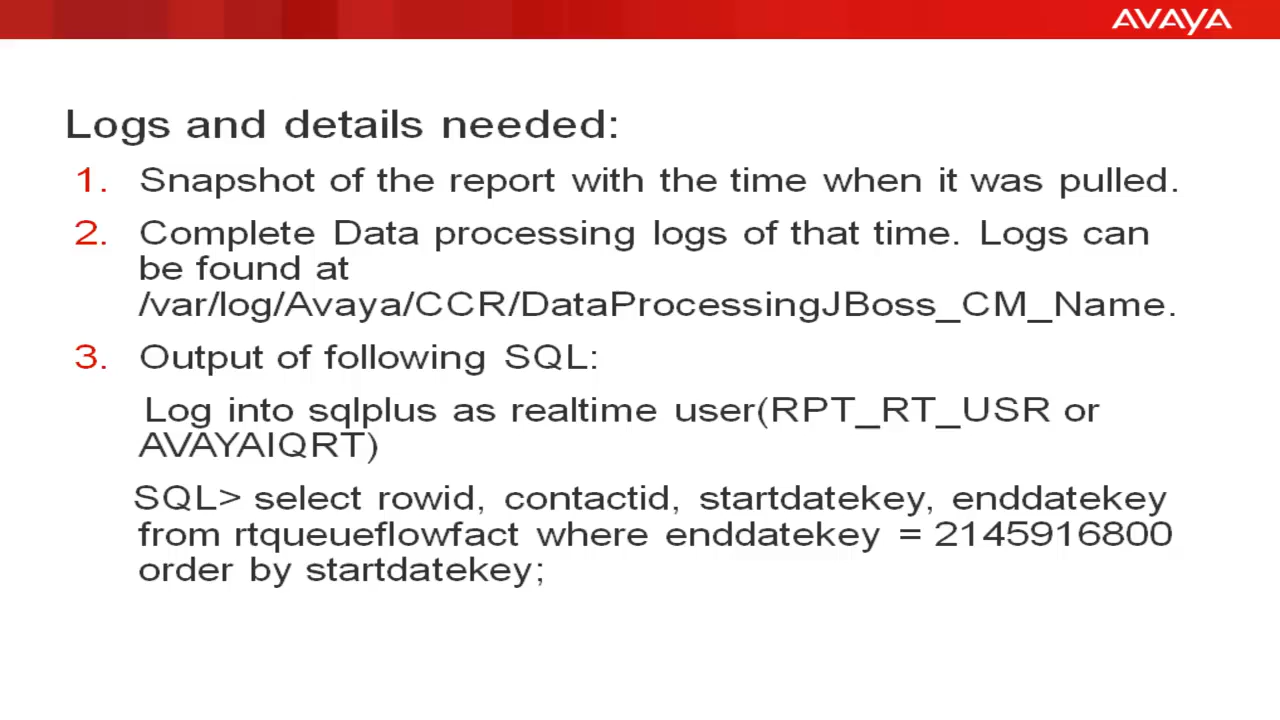 AVAYA
Logs and details needed:
1. Snapshot of the report with the time when it was pulled.
2. Complete Data processing logs of that time. Logs can
be found at
/var/log/Avaya/CCR/DataProcessingJBoss_CM_Name.
3. Output of following SQL:
Log into sqlplus as realtime user(RPT_RT_USR or
AVAYAIQRT)
SQL> select rowid, contactid, startdatekey, enddatekey
from rtqueueflowfact where enddatekey = 2145916800
order by startdatekey;